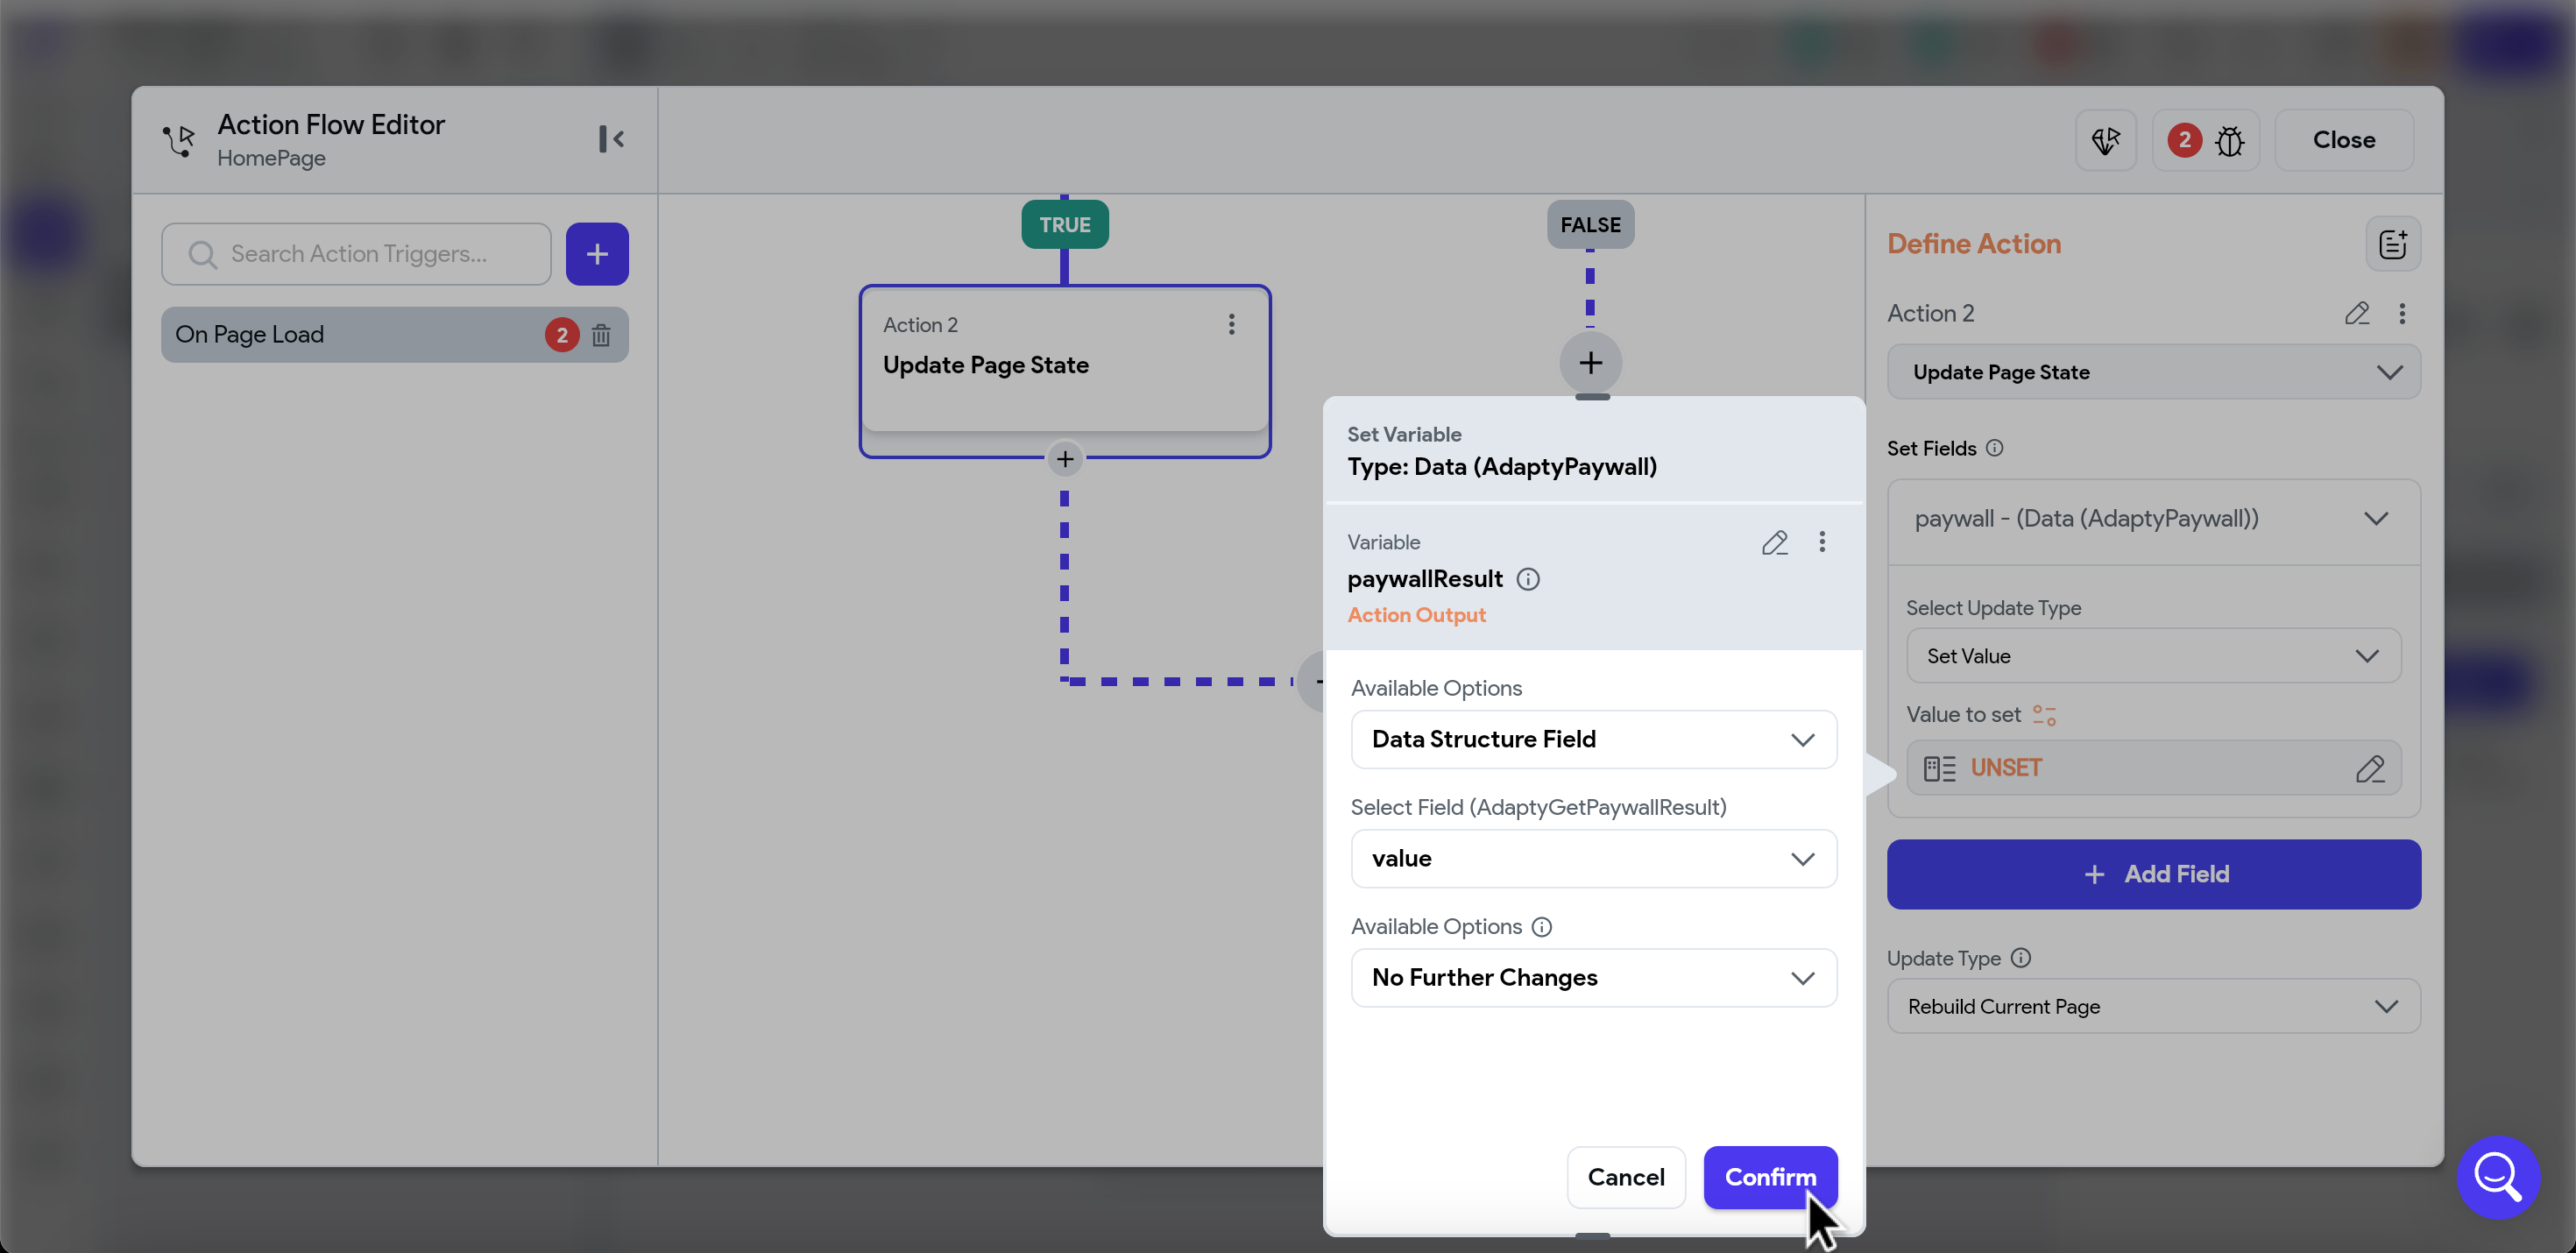 Action Flow Editor
HomePage
2
Close
Search Action Triggers...
On Page Load
2
TRUE
FALSE
Action 2
Update Page State
Set Variable
Type: Data (AdaptyPaywall)
Variable
paywallResult
Action Output
Available Options
Data Structure Field
Select Field (AdaptyGetPaywallResult)
value
Available Options
No Further Changes
Cancel
Confirm
Define Action
Action 2
Update Page State
Set Fields
paywall - (Data (AdaptyPaywall))
Select Update Type
Set Value
Value to set
UNSET
Add Field
Update Type
Rebuild Current Page